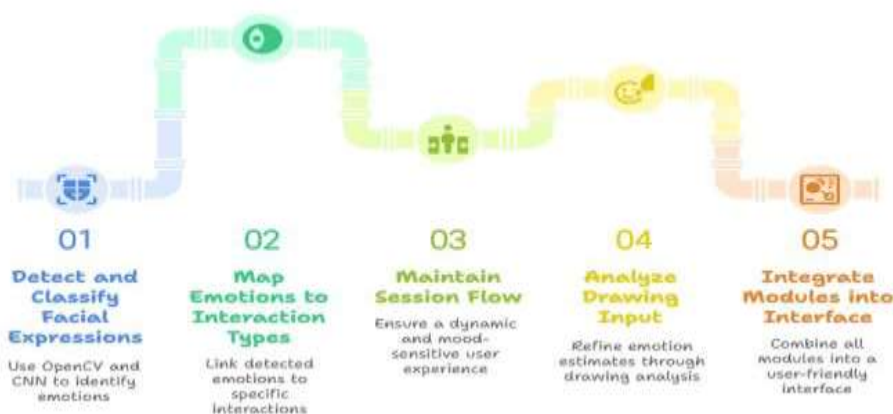 01
Detect and
Classify
Facial
Expressions
Use OpenCV and
CNN to identify
emotions
02
Map
Emotions to
Interaction
Types
Link detected
emotions to
specific
interactions
03
Maintain
Session Flow
Ensure a dynamic
and mood-
sensitive user
experience
04
Analyze
Drawing
Input
Refine emotion
estimates through
drawing analysis
05
Integrate
Modules into
Interface
Combine all
modules into a
user-friendly
interface